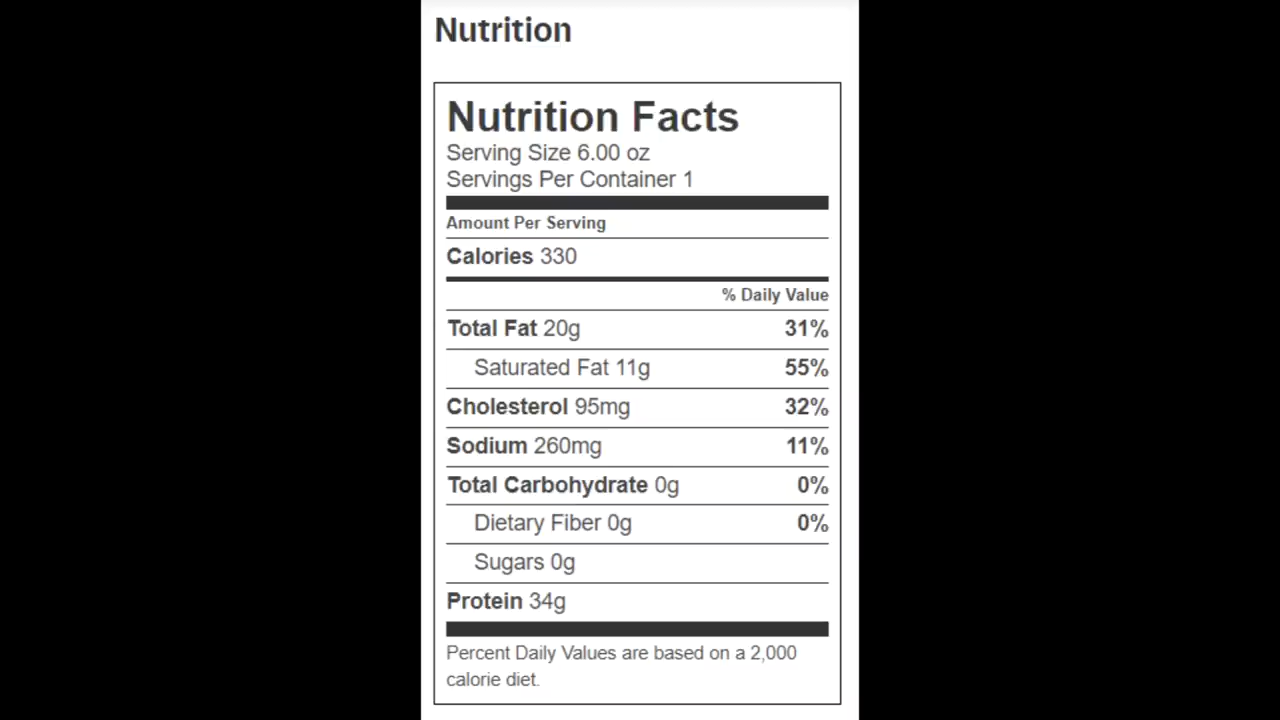 Nutrition
Nutrition Facts
Serving Size 6.00 oz
Servings Per Container 1
Amount Per Serving
Calories 330
% Daily Value
Total Fat 20g 31%
Saturated Fat 11g 55%
Cholesterol 95mg 32%
Sodium 260mg 11%
Total Carbohydrate 0g 0%
Dietary Fiber 0g 0%
Sugars 0g
Protein 34g
Percent Daily Values are based on a 2,000
calorie diet.